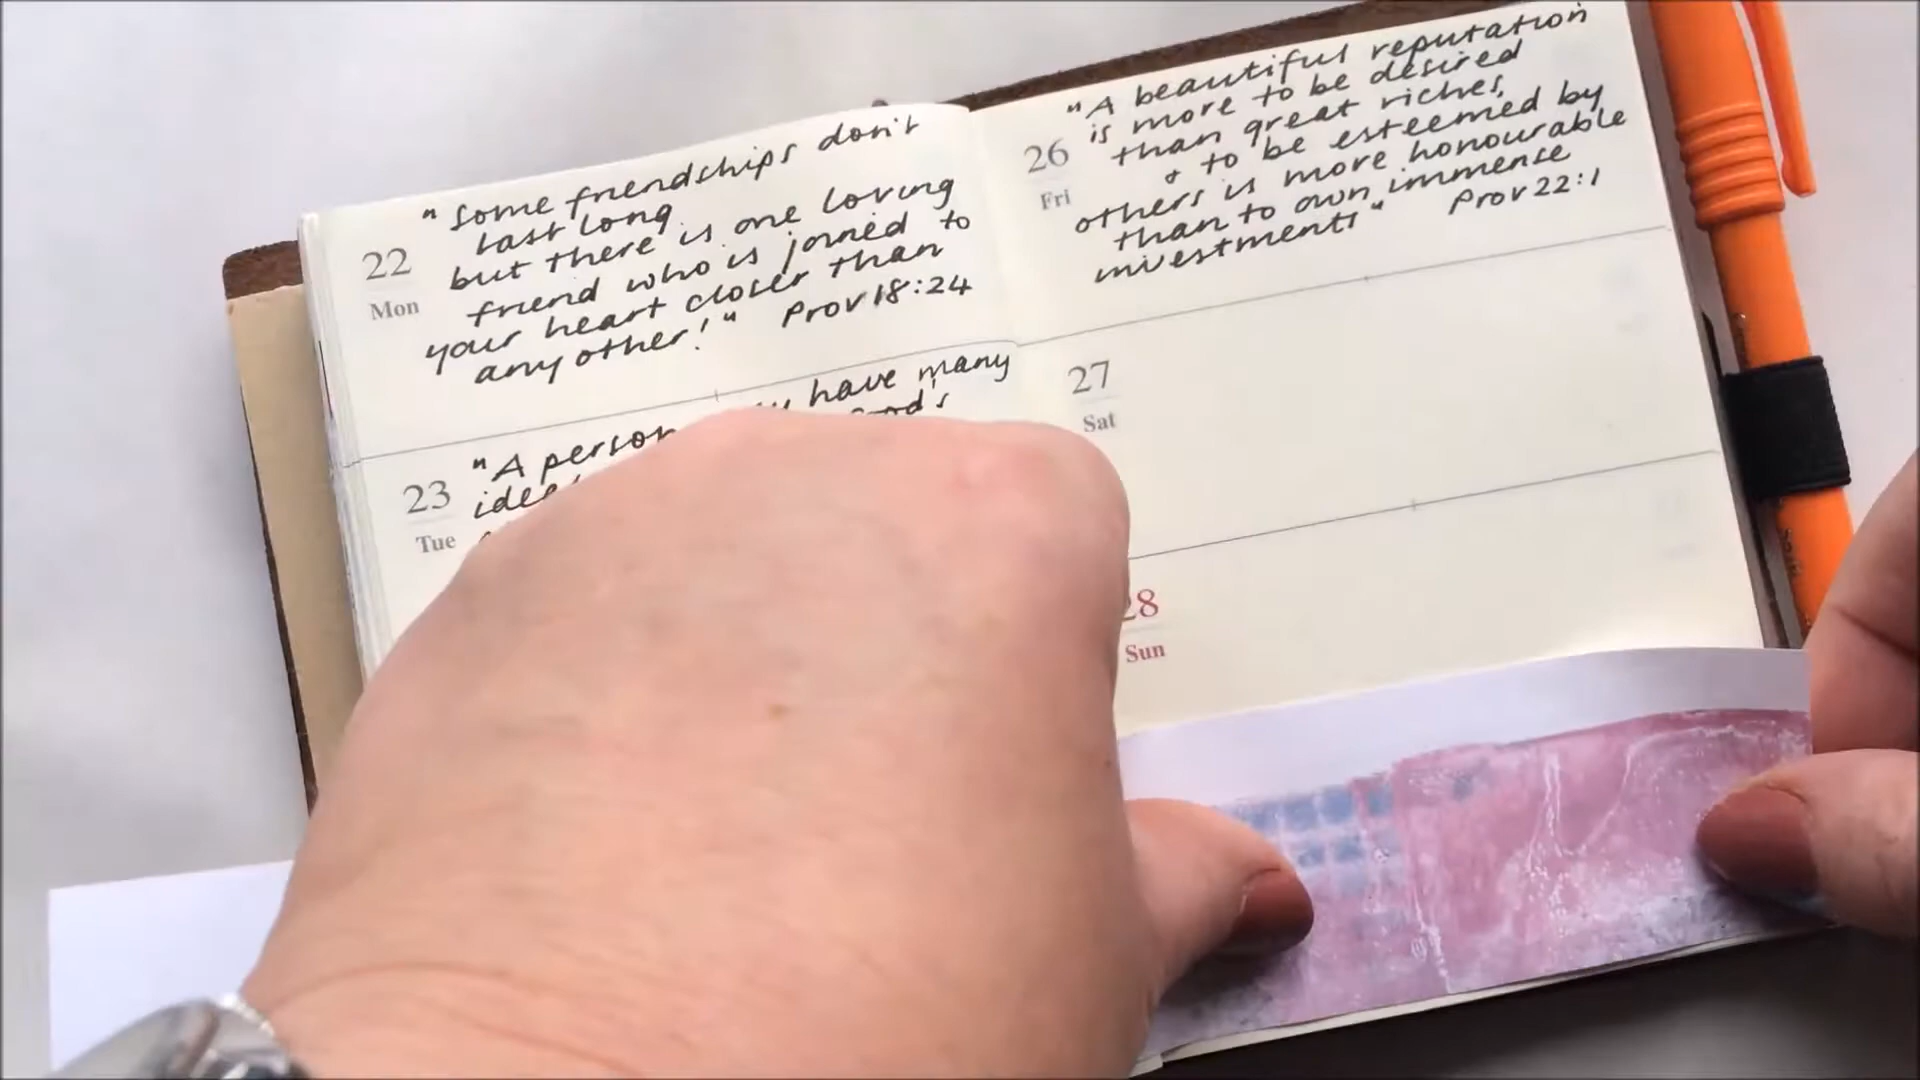 22
Mon
"Some friendships don't
last long
but there is one loving
friend who is joined to
your heart closer than
any other!" Prov 18:24
23
Tue
"A person have many
God's
26
Fri
"A beautiful reputation
is more to be desired
than great riches,
& to be esteemed by
others is more honourable
than to own immense
investments" Prov 22:1
27
Sat
28
Sun